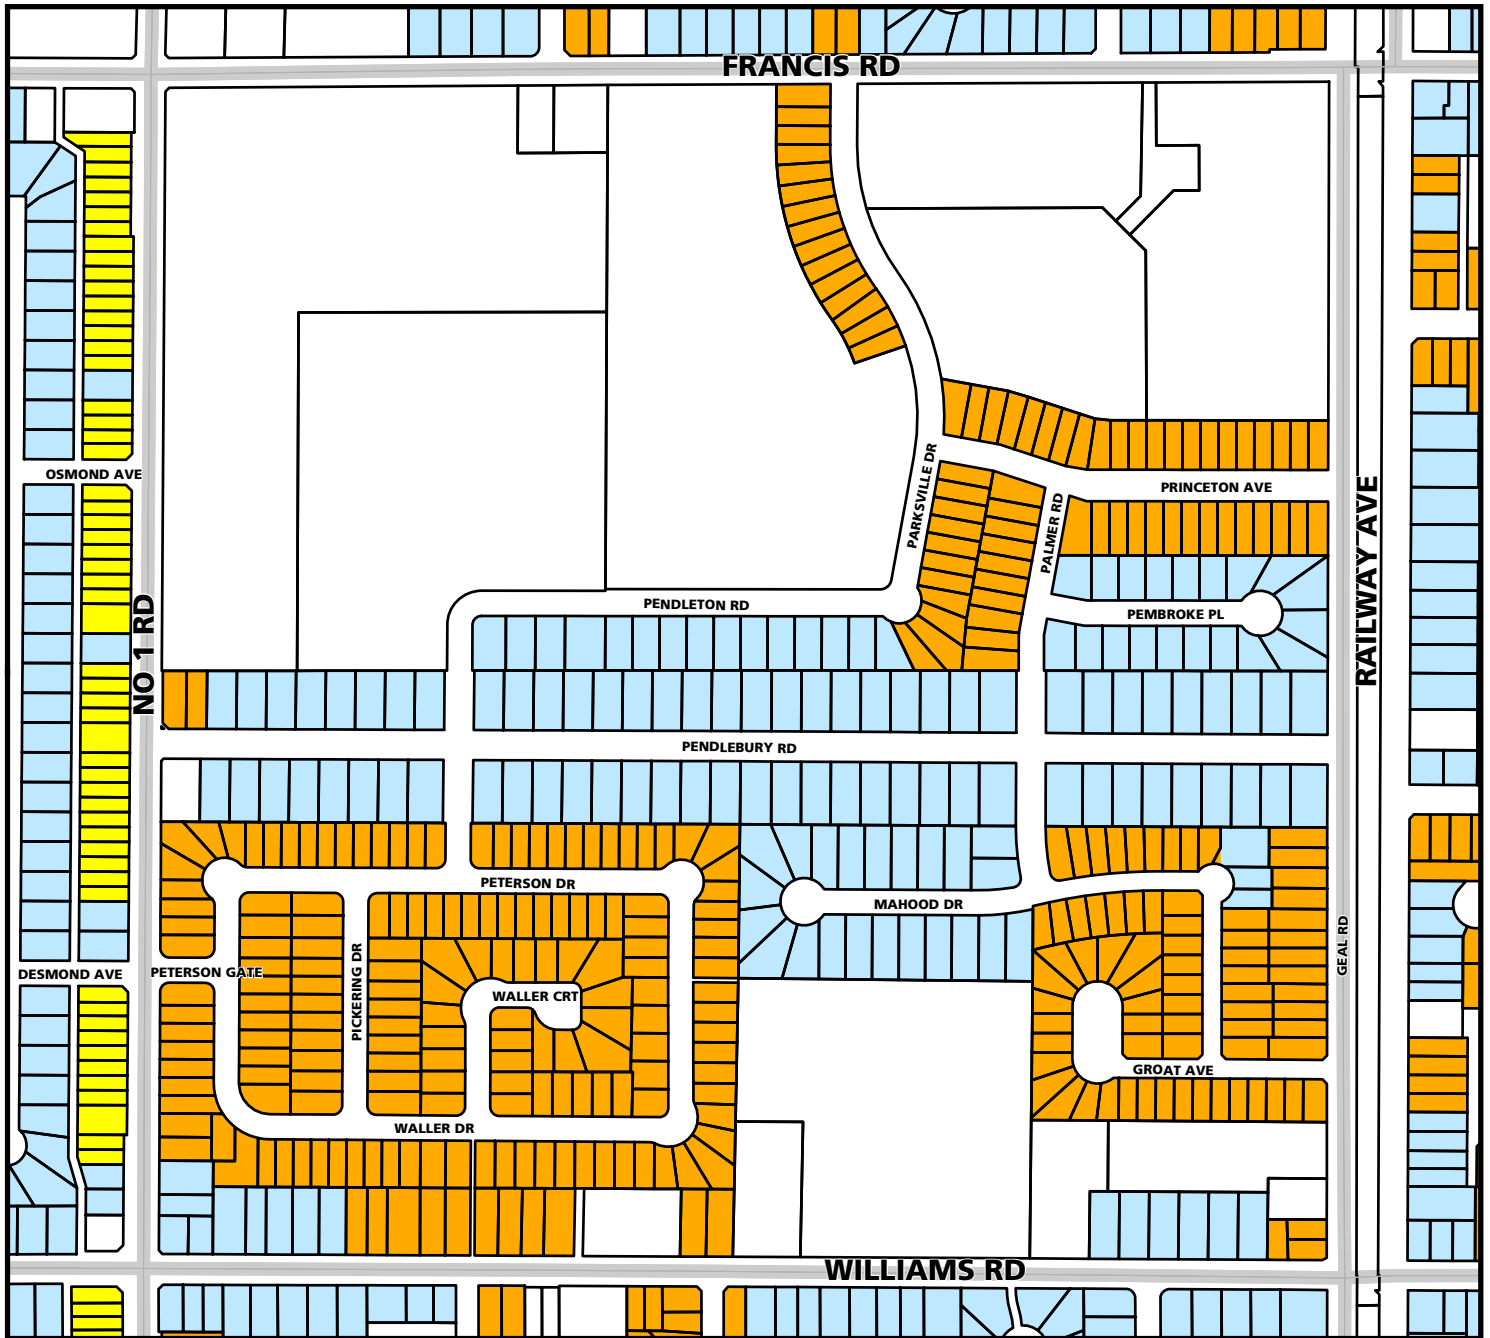 FRANCIS RD
OSMOND AVE
PARKSVILLE DR
PRINCETON AVE
PALMER RD
RAILWAY AVE
NO 1 RD
PENDLETON RD
PEMBROKE PL
PENDLEBURY RD
PETERSON DR
MAHOOD DR
GEAL RD
DESMOND AVE
PETERSON GATE
PICKERING DR
WALLER CRT
GROAT AVE
WALLER DR
WILLIAMS RD